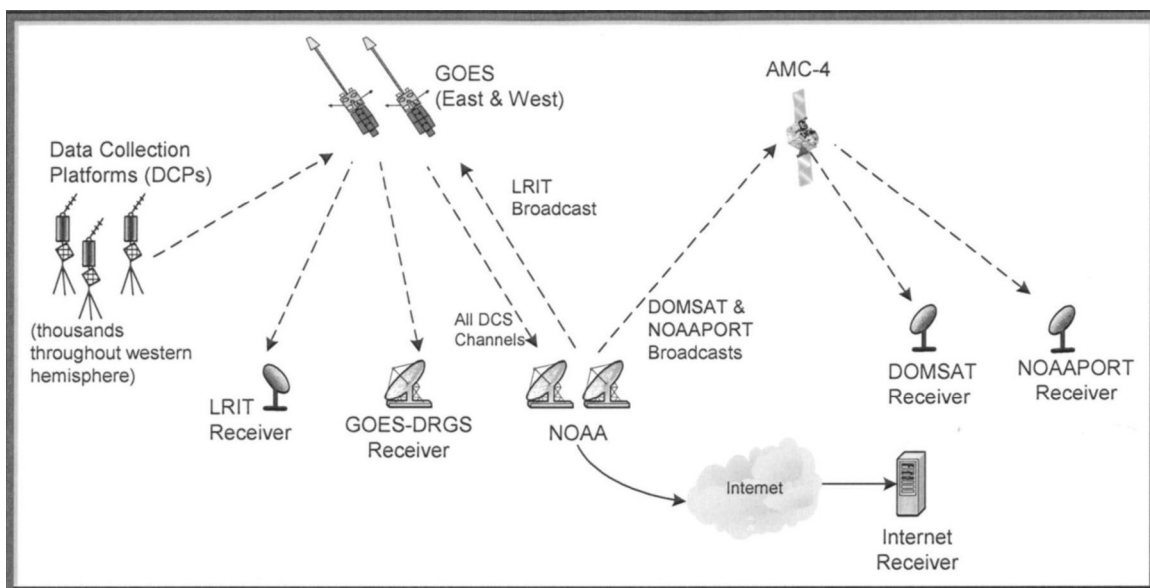 GOES
(East & West)
AMC-4
Data Collection
Platforms (DCPs)
(thousands
throughout western
hemisphere)
LRIT
Broadcast
All DCS
Channels
DOMSAT &
NOAAPORT
Broadcasts
LRIT
Receiver
GOES-DRGS
Receiver
NOAA
DOMSAT
Receiver
NOAAPORT
Receiver
Internet
Internet
Receiver